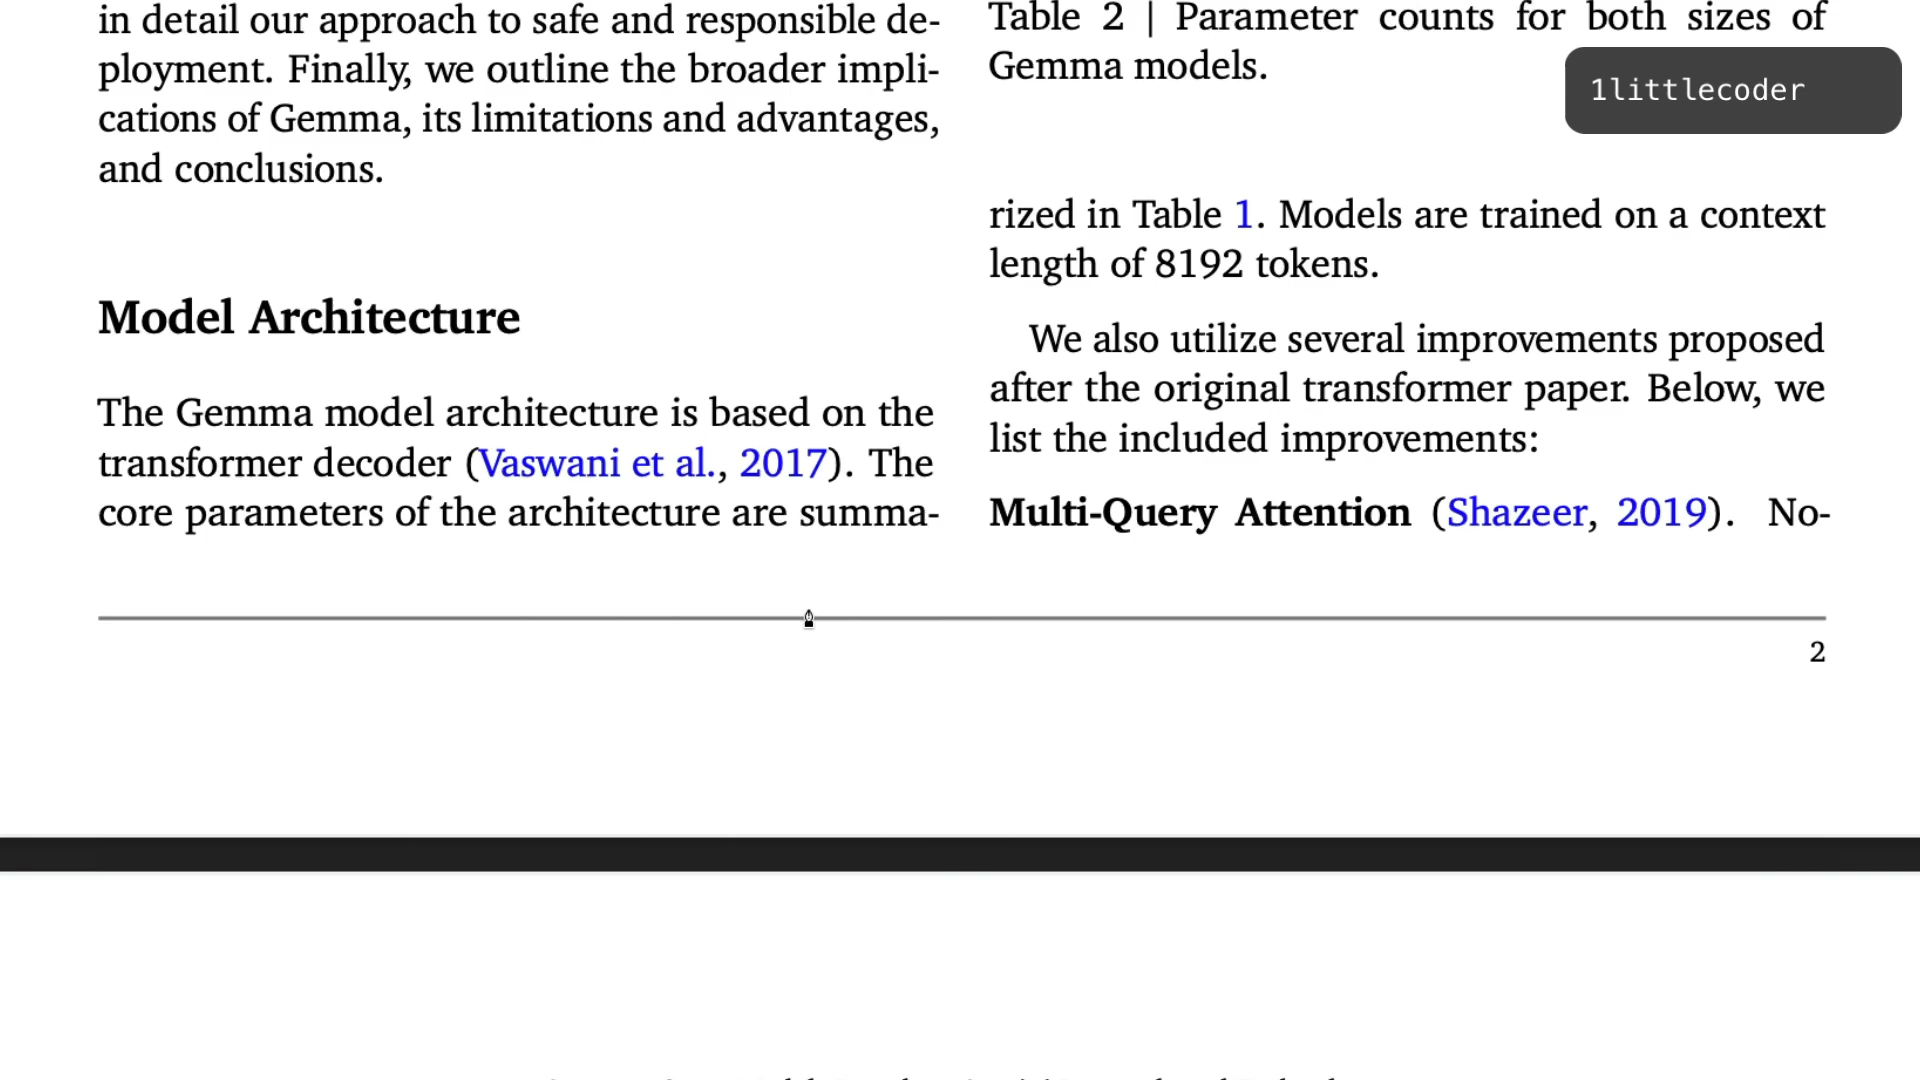 in detail our approach to safe and responsible de-
ployment. Finally, we outline the broader impli-
cations of Gemma, its limitations and advantages,
and conclusions.
Model Architecture
The Gemma model architecture is based on the
transformer decoder (Vaswani et al., 2017). The
core parameters of the architecture are summa-
Table 2 | Parameter counts for both sizes of
Gemma models.
1littlecoder
rized in Table 1. Models are trained on a context
length of 8192 tokens.
We also utilize several improvements proposed
after the original transformer paper. Below, we
list the included improvements:
Multi-Query Attention (Shazeer, 2019). No-
2